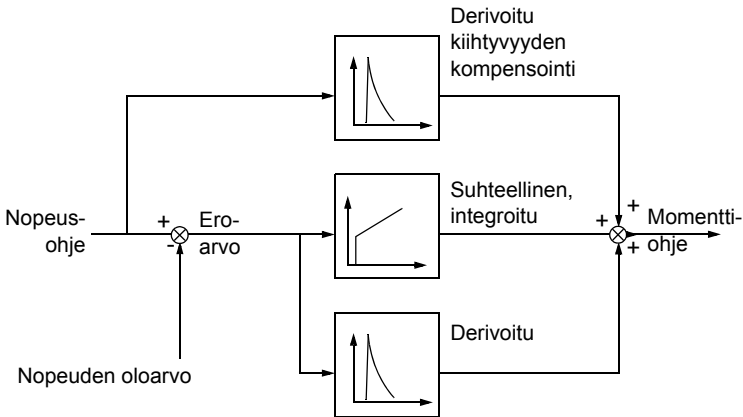 Derivoitu
kiihtyvyyden
kompensointi
Nopeus-
ohje
+
-
Ero-
arvo
Suhteellinen,
integroitu
+
+
+
Momentti-
ohje
Derivoitu
Nopeuden oloarvo